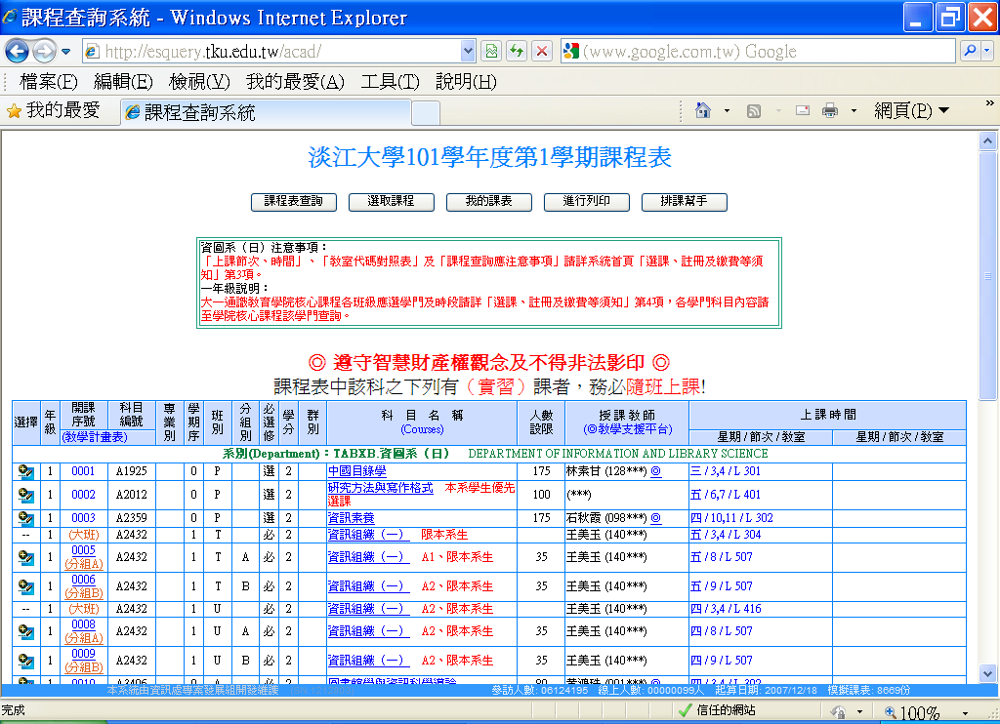 課程查詢系統 - Windows Internet Explorer
http://esquery.tku.edu.tw/acad/
(www.google.com.tw) Google
檔案(F) 編輯(E) 檢視(V) 我的最愛(A) 工具(T) 說明(H)
我的最愛 課程查詢系統 網頁(P)
淡江大學101學年度第1學期課程表
課程表查詢 選取課程 我的課表 進行列印 排課幫手
資圖系（日）注意事項：
「上課節次、時間」、「教室代碼對照表」及「課程查詢應注意事項」請詳系統首頁「選課、註冊及繳費等須
知」第3項。
一年級說明：
大一通識教育學院核心課程各班級應選學門及時段請詳「選課、註冊及繳費等須知」第4項，各學門科目內容請
至學院核心課程該學門查詢。
◎ 遵守智慧財產權觀念及不得非法影印 ◎
課程表中該科之下列有（實習）課者，務必隨班上課!
選擇 年級 開課序號 (教學計畫表) 科目編號 專業別 學期序 班別 分組別 必選修 學分 群別 科 目 名 稱 (Courses) 人數設限 授課教師 (◎教學支援平台) 上課時間
星期 / 節次 / 教室 星期 / 節次 / 教室
系別(Department)：TABXB.資圖系（日） DEPARTMENT OF INFORMATION AND LIBRARY SCIENCE
1 0001 A1925 0 P 選 2 中國目錄學 175 林素甘 (128***) ◎ 三 / 3,4 / L 301
1 0002 A2012 0 P 選 2 研究方法與寫作格式 本系學生優先選課 100 (***) 五 / 6,7 / L 401
1 0003 A2359 0 P 選 2 資訊素養 175 石秋霞 (098***) ◎ 四 / 10,11 / L 302
-- 1 (大班) A2432 1 T 必 2 資訊組織（一） 限本系生 王美玉 (140***) 五 / 3,4 / L 304
1 0005 (分組A) A2432 1 T A 必 2 資訊組織（一） A1、限本系生 35 王美玉 (140***) 五 / 8 / L 507
1 0006 (分組B) A2432 1 T B 必 2 資訊組織（一） A2、限本系生 35 王美玉 (140***) 五 / 9 / L 507
-- 1 (大班) A2432 1 U 必 2 資訊組織（一） A2、限本系生 王美玉 (140***) 四 / 3,4 / L 416
1 0008 (分組A) A2432 1 U A 必 2 資訊組織（一） A2、限本系生 35 王美玉 (140***) 四 / 8 / L 507
1 0009 (分組B) A2432 1 U B 必 2 資訊組織（一） A2、限本系生 35 王美玉 (140***) 四 / 9 / L 507
本系統由資訊處專案發展組開發維護 參訪人數: 06124195 線上人數: 00000099人 起算日期: 2007/12/18 模擬課表: 8669份
完成 信任的網站 100%